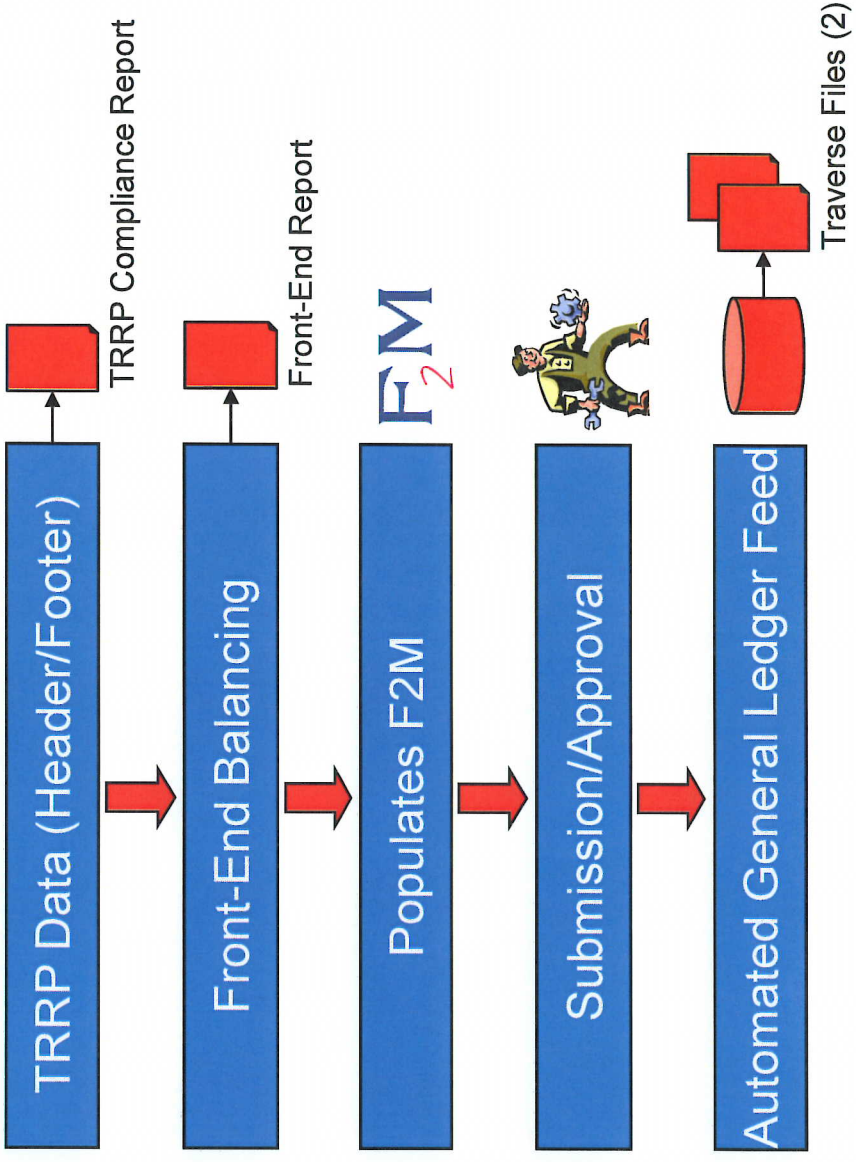 TRRP Data (Header/Footer)
TRRP Compliance Report
Front-End Balancing
Front-End Report
Populates F2M
F2M
Submission/Approval
Automated General Ledger Feed
Traverse Files (2)